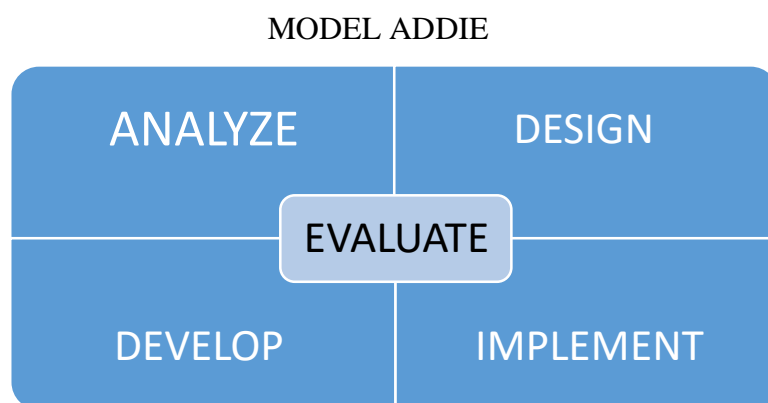 MODEL ADDIE
ANALYZE
DESIGN
EVALUATE
DEVELOP
IMPLEMENT